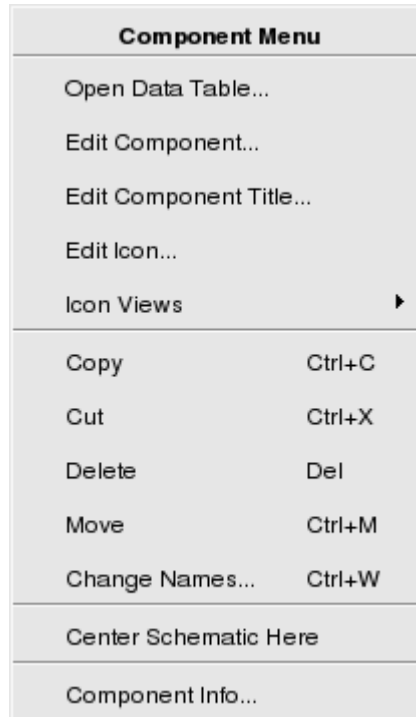 Component Menu
Open Data Table...
Edit Component...
Edit Component Title...
Edit Icon...
Icon Views
Copy Ctrl+C
Cut Ctrl+X
Delete Del
Move Ctrl+M
Change Names... Ctrl+W
Center Schematic Here
Component Info...